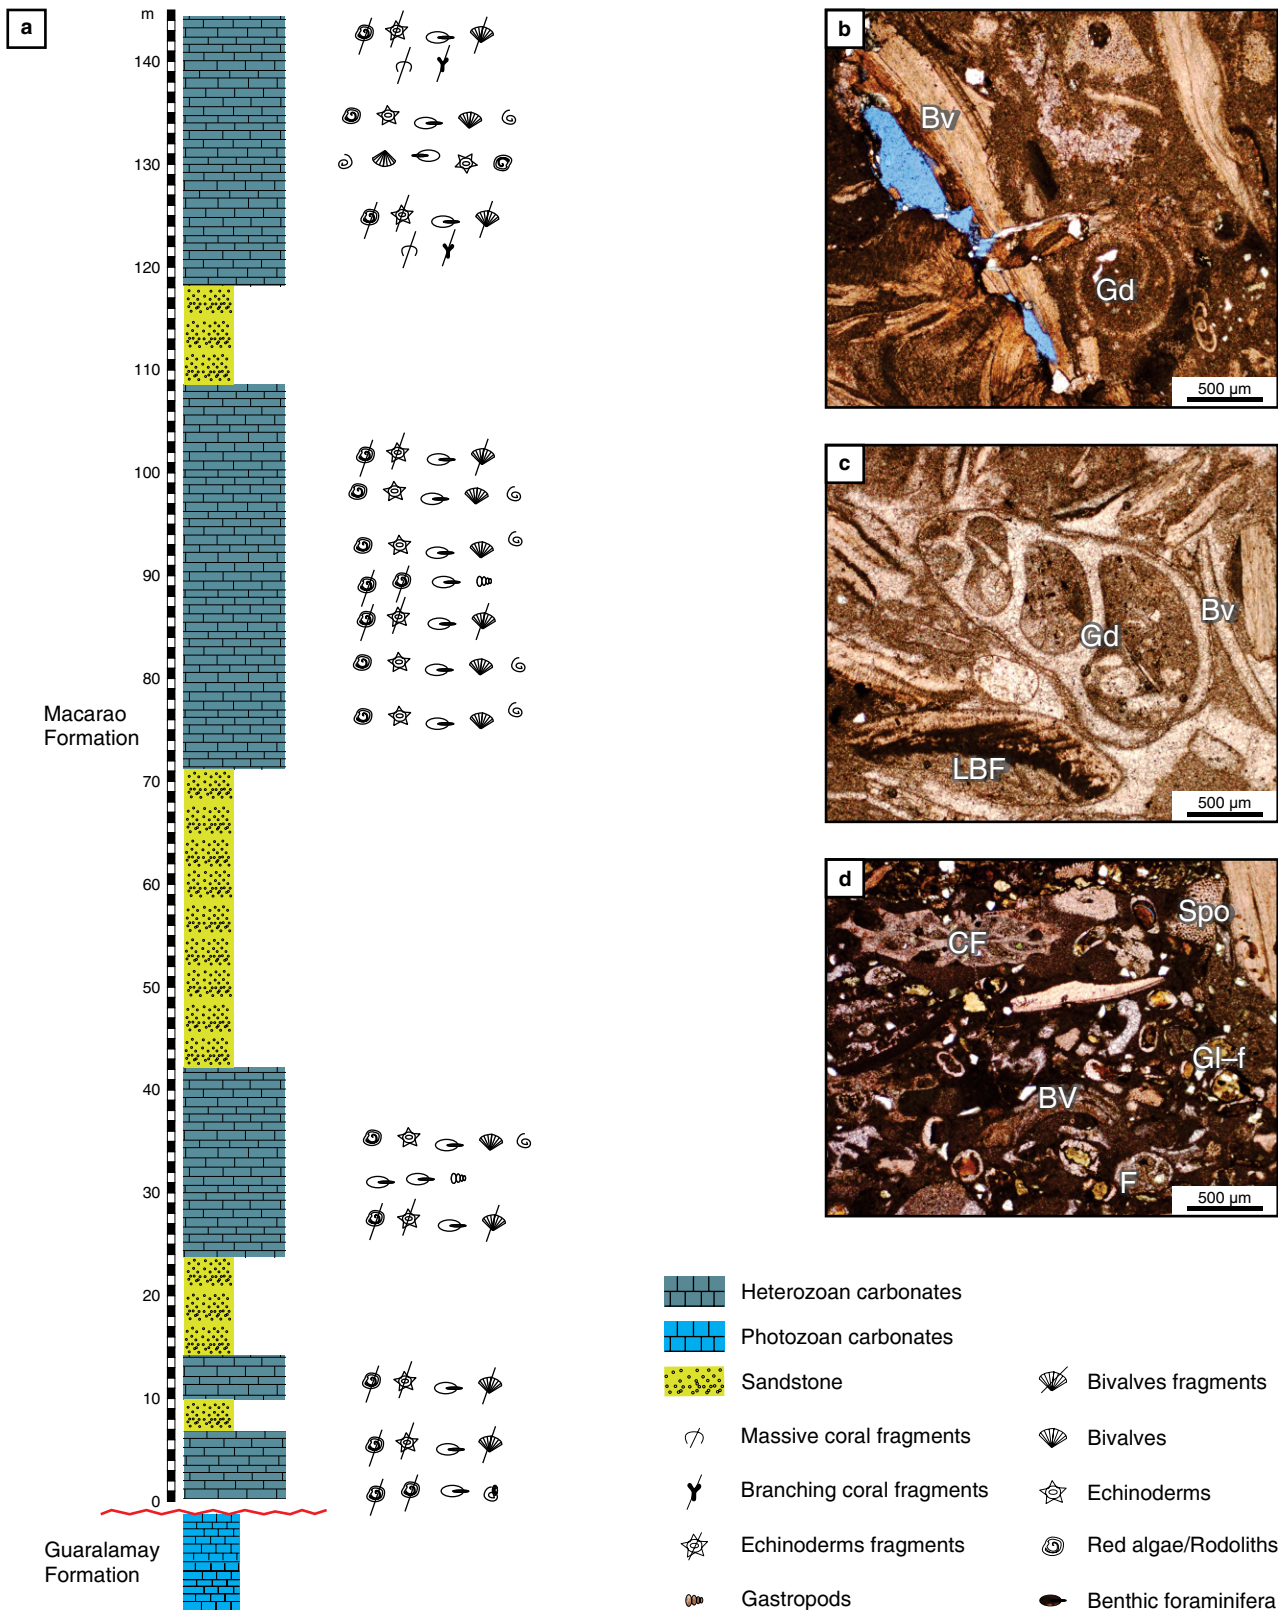 a
m
140
130
120
110
100
90
80
Macarao
Formation
70
60
50
40
30
20
10
0
Guaralamay
Formation
b
Bv
Gd
500 µm
c
Gd
Bv
LBF
500 µm
d
Spo
CF
Gl–f
BV
F
500 µm
Heterozoan carbonates
Photozoan carbonates
Sandstone
Massive coral fragments
Branching coral fragments
Echinoderms fragments
Gastropods
Bivalves fragments
Bivalves
Echinoderms
Red algae/Rodoliths
Benthic foraminifera